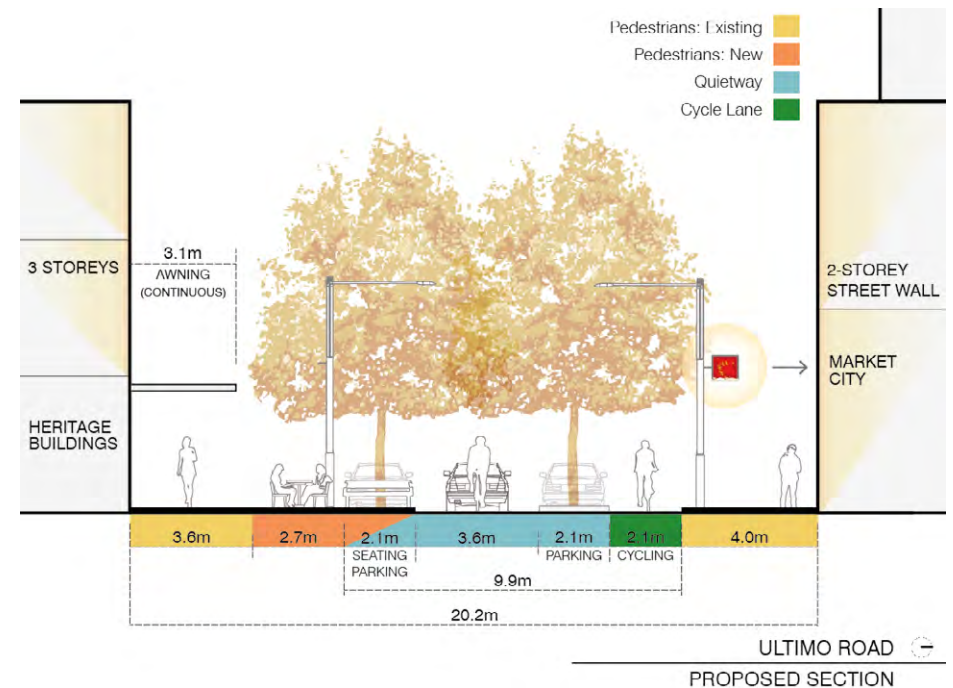 Pedestrians: Existing
Pedestrians: New
Quietway
Cycle Lane
3.1m
AWNING
(CONTINUOUS)
3 STOREYS
HERITAGE
BUILDINGS
2-STOREY
STREET WALL
MARKET
CITY
3.6m
2.7m
2.1m
3.6m
2.1m
2.1m
4.0m
SEATING
PARKING
PARKING
CYCLING
9.9m
20.2m
ULTIMO ROAD
PROPOSED SECTION